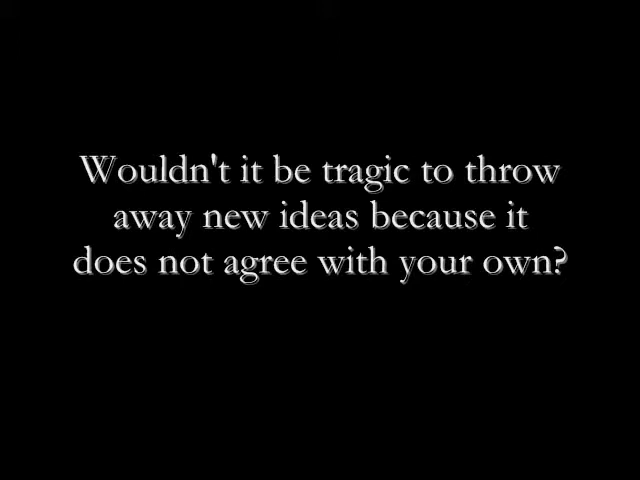 Wouldn't it be tragic to throw
away new ideas because it
does not agree with your own?